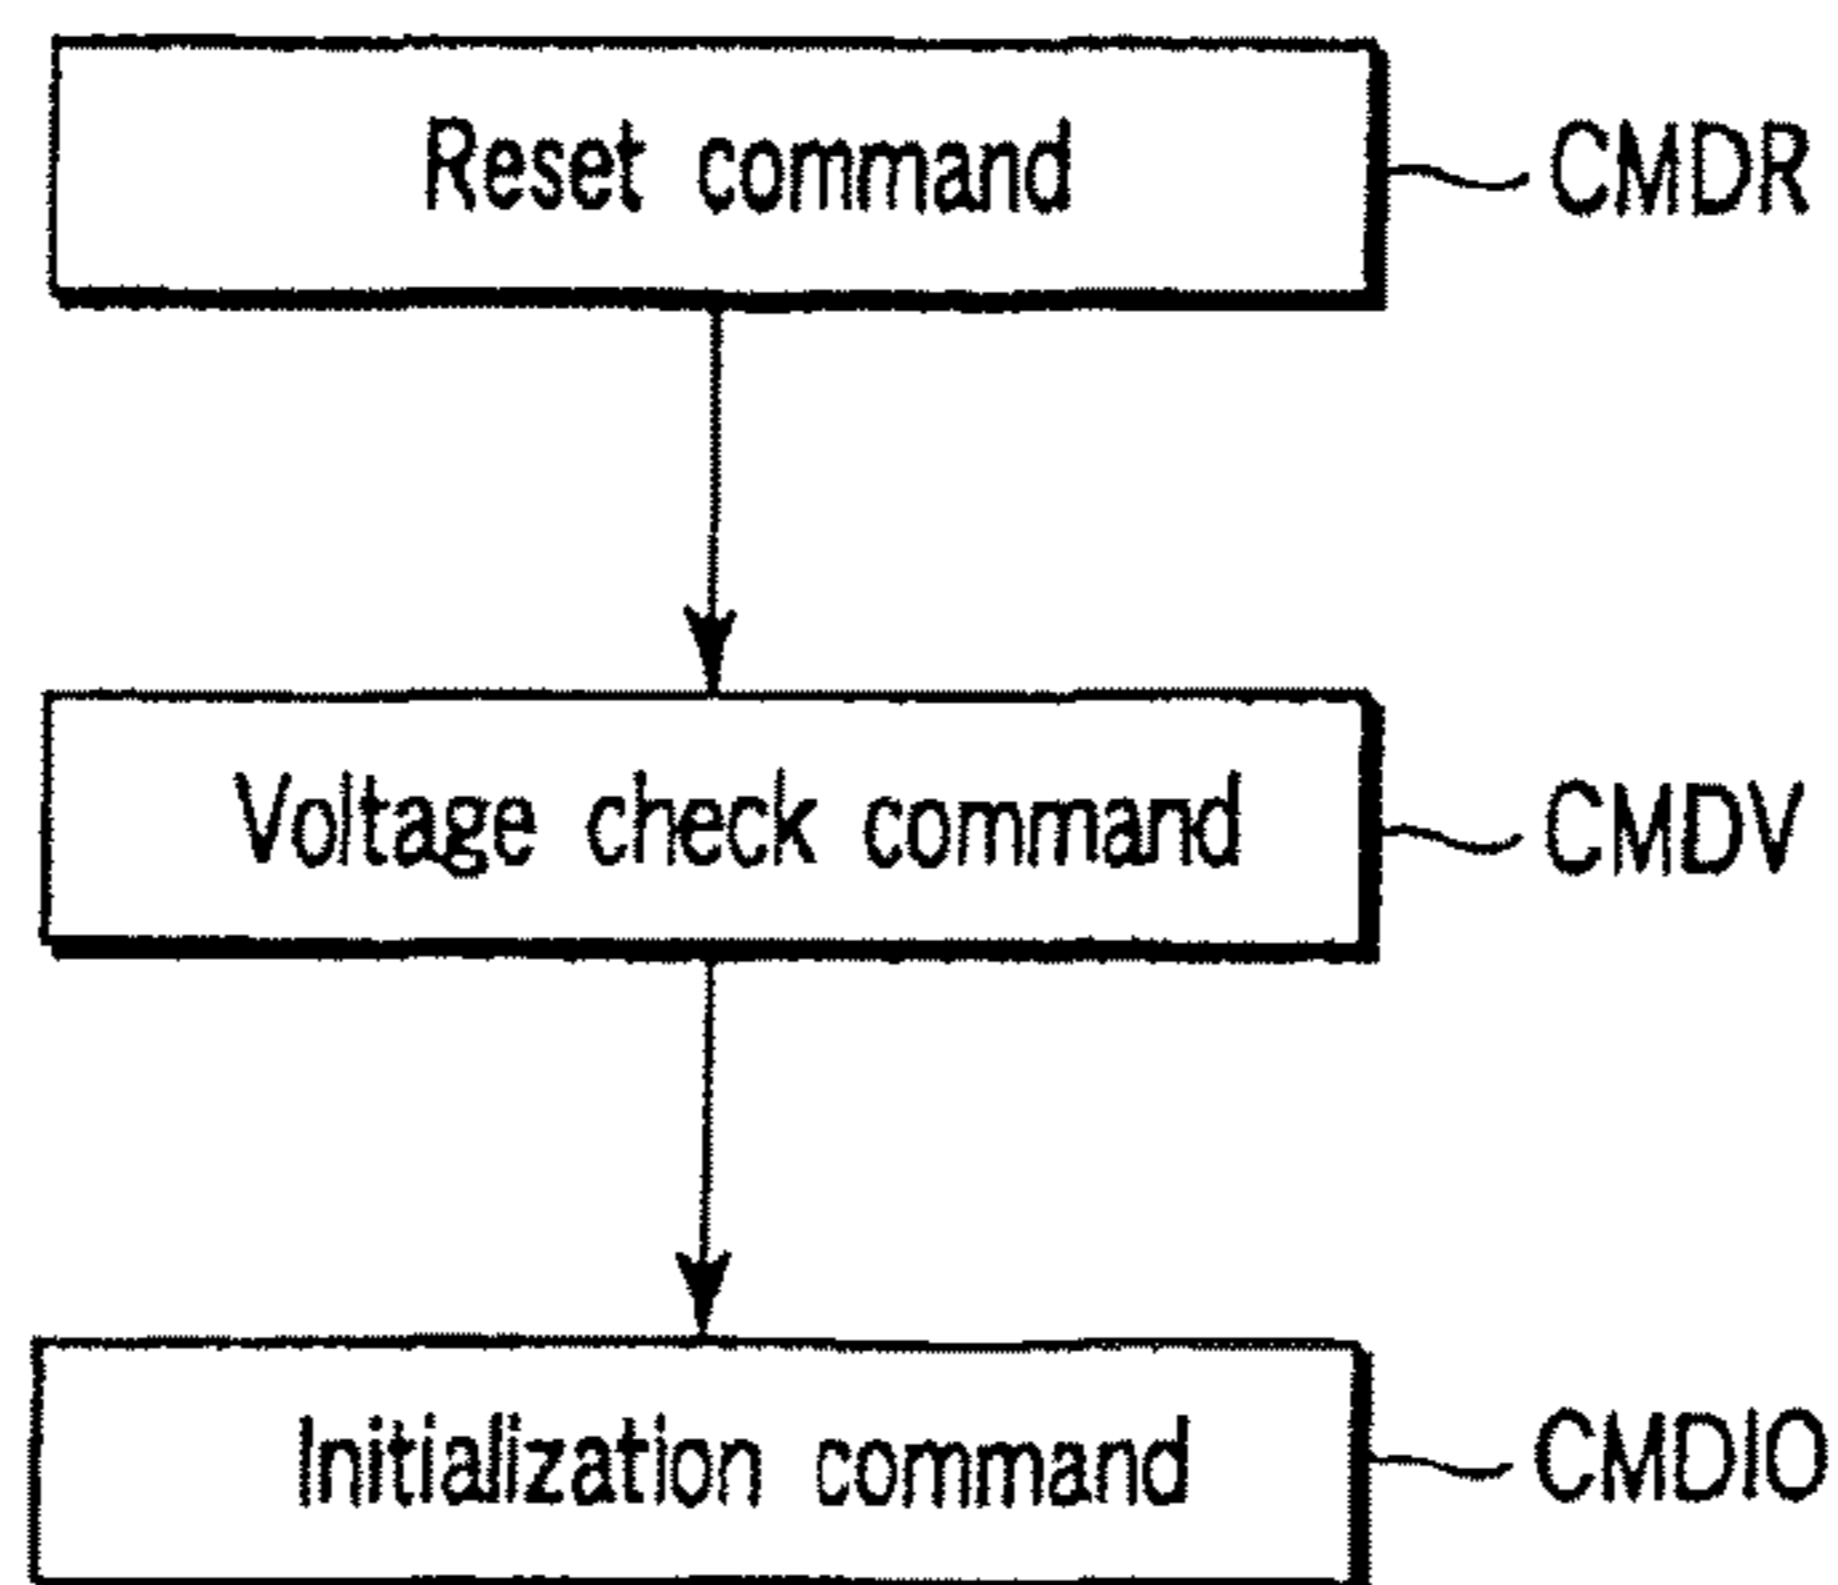 Reset command
CMDR
Voltage check command
CMDV
Initialization command
CMDIO